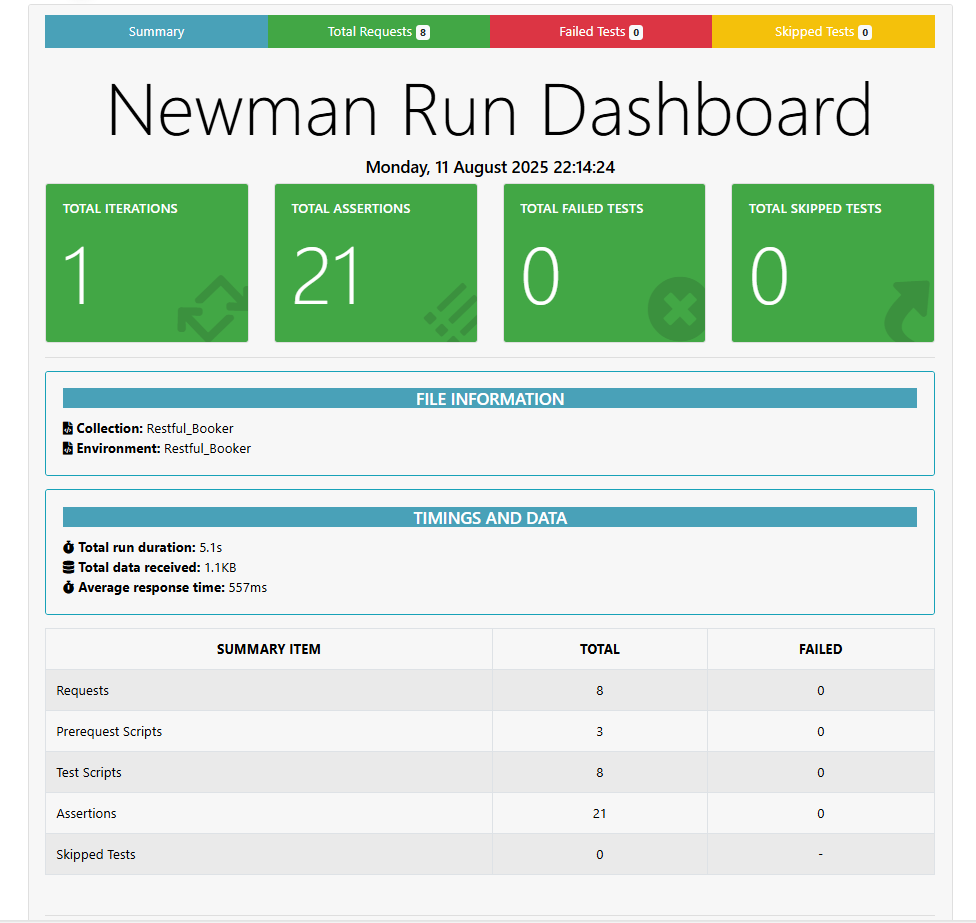 Summary Total Requests 8 Failed Tests 0 Skipped Tests 0
Newman Run Dashboard
Monday, 11 August 2025 22:14:24
TOTAL ITERATIONS TOTAL ASSERTIONS TOTAL FAILED TESTS TOTAL SKIPPED TESTS
1 21 0 0
FILE INFORMATION
Collection: Restful_Booker
Environment: Restful_Booker
TIMINGS AND DATA
Total run duration: 5.1s
Total data received: 1.1KB
Average response time: 557ms
SUMMARY ITEM TOTAL FAILED
Requests 8 0
Prerequest Scripts 3 0
Test Scripts 8 0
Assertions 21 0
Skipped Tests 0 -